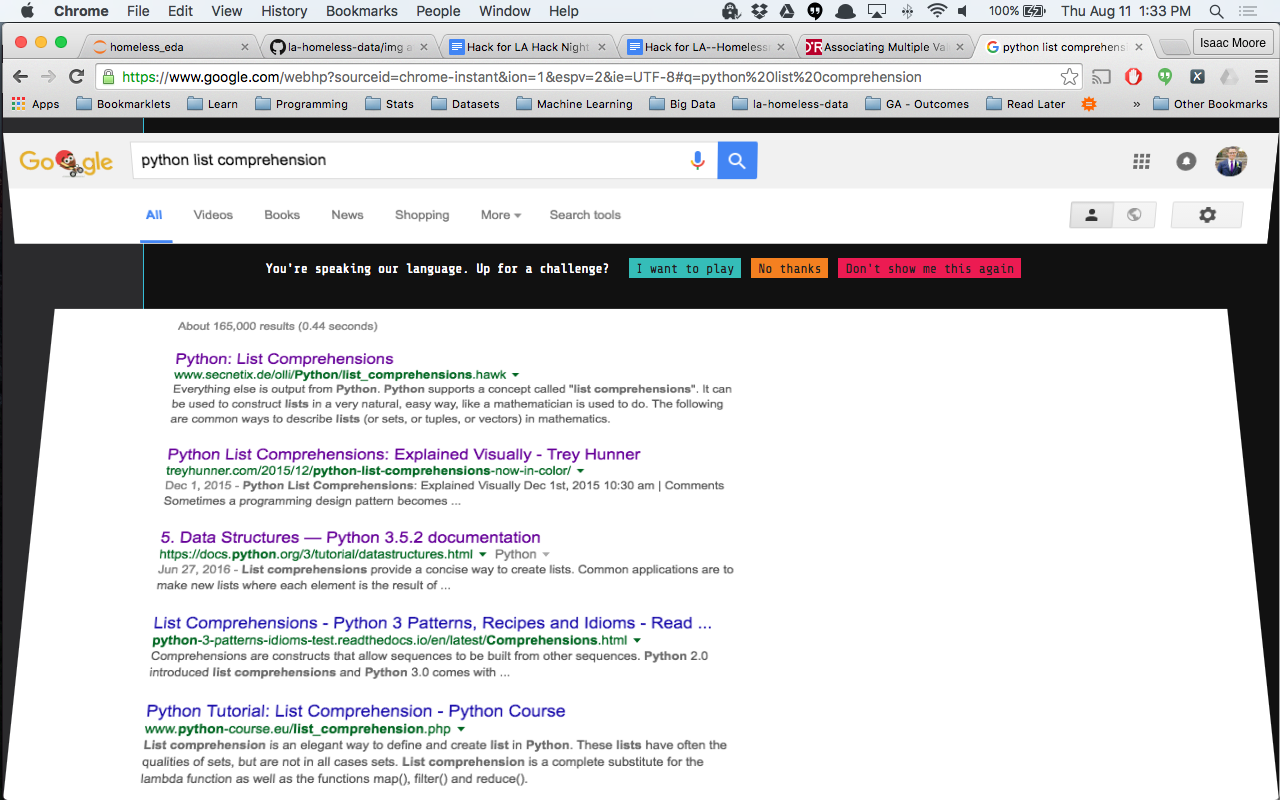 Chrome File Edit View History Bookmarks People Window Help 100% Thu Aug 11 1:33 PM
homeless_eda la-homeless-data/img a Hack for LA Hack Night Hack for LA--Homeless Associating Multiple Val python list comprehens Isaac Moore
https://www.google.com/webhp?sourceid=chrome-instant&ion=1&espv=2&ie=UTF-8#q=python%20list%20comprehension
Apps Bookmarklets Learn Programming Stats Datasets Machine Learning Big Data la-homeless-data GA - Outcomes Read Later » Other Bookmarks
Google python list comprehension
All Videos Books News Shopping More Search tools
You're speaking our language. Up for a challenge? I want to play No thanks Don't show me this again
About 165,000 results (0.44 seconds)
Python: List Comprehensions
www.secnetix.de/olli/Python/list_comprehensions.hawk
Everything else is output from Python. Python supports a concept called "list comprehensions". It can
be used to construct lists in a very natural, easy way, like a mathematician is used to do. The following
are common ways to describe lists (or sets, or tuples, or vectors) in mathematics.
Python List Comprehensions: Explained Visually - Trey Hunner
treyhunner.com/2015/12/python-list-comprehensions-now-in-color/
Dec 1, 2015 - Python List Comprehensions: Explained Visually Dec 1st, 2015 10:30 am | Comments
Sometimes a programming design pattern becomes ...
5. Data Structures — Python 3.5.2 documentation
https://docs.python.org/3/tutorial/datastructures.html Python
Jun 27, 2016 - List comprehensions provide a concise way to create lists. Common applications are to
make new lists where each element is the result of ...
List Comprehensions - Python 3 Patterns, Recipes and Idioms - Read ...
python-3-patterns-idioms-test.readthedocs.io/en/latest/Comprehensions.html
Comprehensions are constructs that allow sequences to be built from other sequences. Python 2.0
introduced list comprehensions and Python 3.0 comes with ...
Python Tutorial: List Comprehension - Python Course
www.python-course.eu/list_comprehension.php
List comprehension is an elegant way to define and create list in Python. These lists have often the
qualities of sets, but are not in all cases sets. List comprehension is a complete substitute for the
lambda function as well as the functions map(), filter() and reduce().